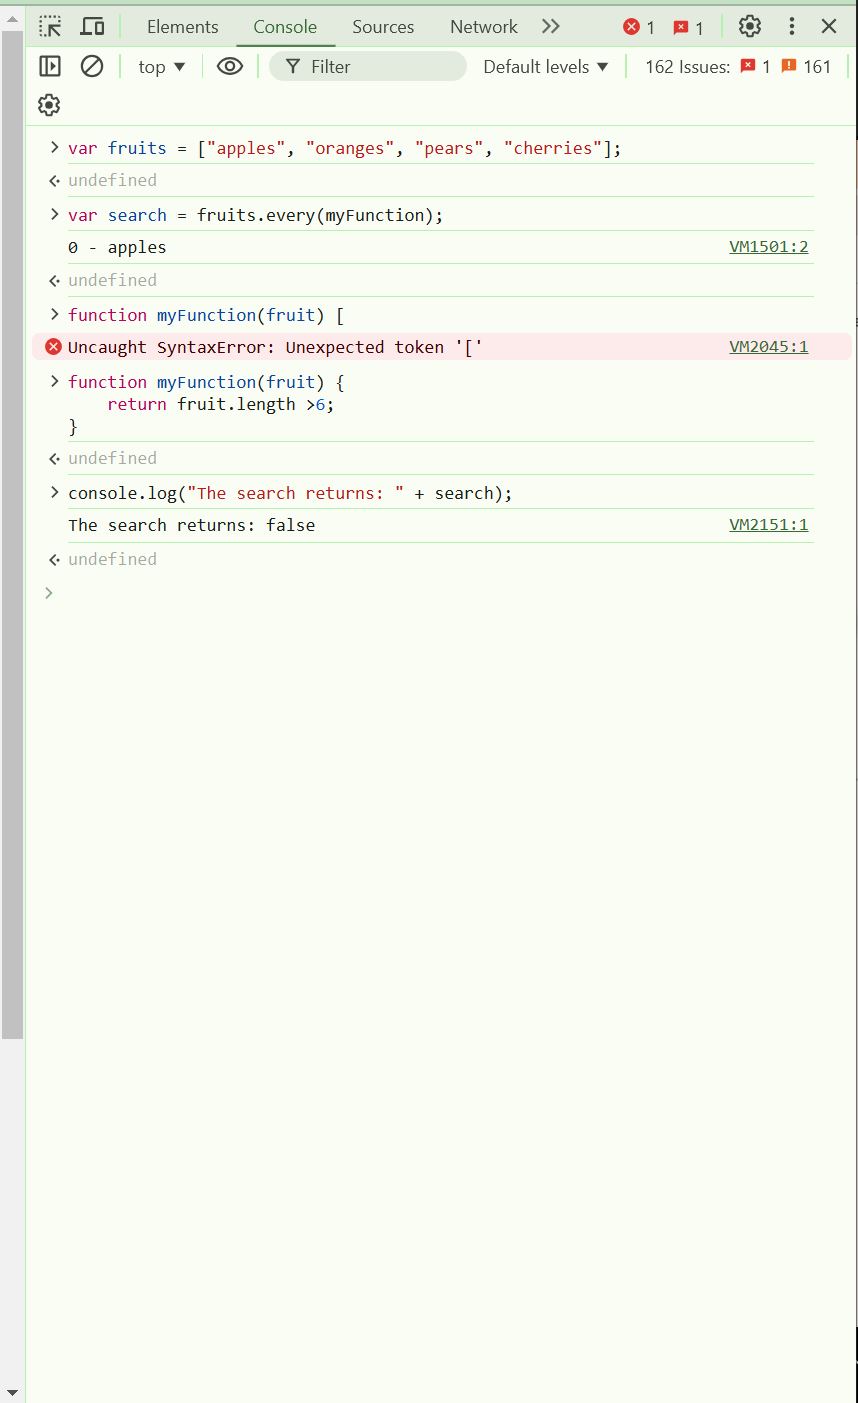 Elements Console Sources Network 1 1
top Filter Default levels 162 Issues: 1 161
var fruits = ["apples", "oranges", "pears", "cherries"];
undefined
var search = fruits.every(myFunction);
0 - apples VM1501:2
undefined
function myFunction(fruit) [
Uncaught SyntaxError: Unexpected token '[' VM2045:1
function myFunction(fruit) {
    return fruit.length >6;
}
undefined
console.log("The search returns: " + search);
The search returns: false VM2151:1
undefined